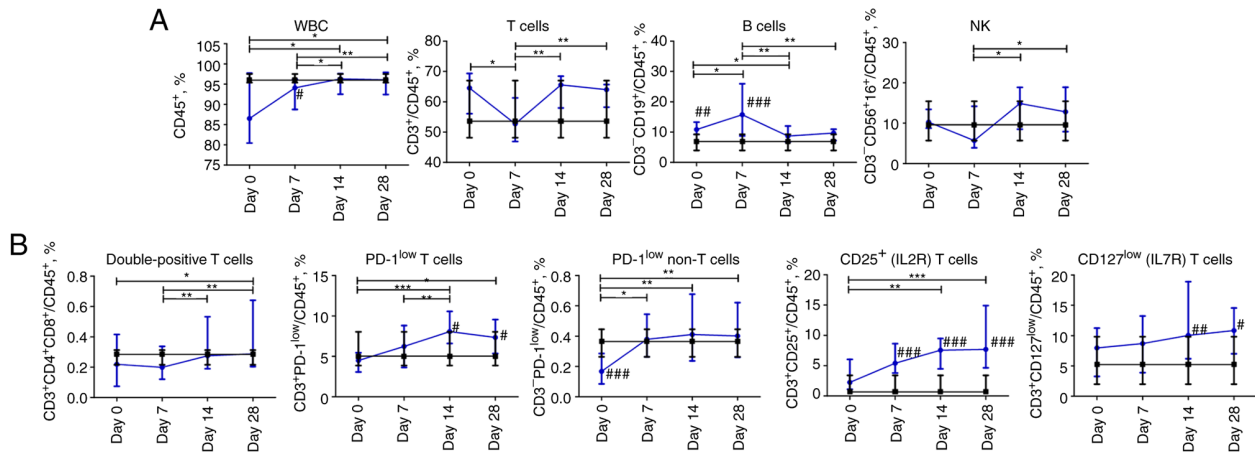 A
WBC
CD45⁺, %
105
100
95
90
85
80
75
*
*
**
*
#
Day 0
Day 7
Day 14
Day 28
T cells
CD3⁺/CD45⁺, %
80
70
60
50
40
**
*
**
Day 0
Day 7
Day 14
Day 28
B cells
CD3⁻CD19⁺/CD45⁺, %
40
30
20
10
0
**
**
*
*
##
###
Day 0
Day 7
Day 14
Day 28
NK
CD3⁻CD56⁺16⁺/CD45⁺, %
30
20
10
0
*
*
Day 0
Day 7
Day 14
Day 28
B
Double-positive T cells
CD3⁺CD4⁺CD8⁺/CD45⁺, %
0.8
0.6
0.4
0.2
0.0
*
**
**
Day 0
Day 7
Day 14
Day 28
PD-1ˡᵒʷ T cells
CD3⁺PD-1ˡᵒʷ/CD45⁺, %
15
10
5
0
*
***
**
#
#
Day 0
Day 7
Day 14
Day 28
PD-1ˡᵒʷ non-T cells
CD3⁻PD-1ˡᵒʷ/CD45⁺, %
0.8
0.6
0.4
0.2
0.0
**
**
*
###
Day 0
Day 7
Day 14
Day 28
CD25⁺ (IL2R) T cells
CD3⁺CD25⁺/CD45⁺, %
20
15
10
5
0
***
**
###
###
###
Day 0
Day 7
Day 14
Day 28
CD127ˡᵒʷ (IL7R) T cells
CD3⁺CD127ˡᵒʷ/CD45⁺, %
20
15
10
5
0
##
#
Day 0
Day 7
Day 14
Day 28